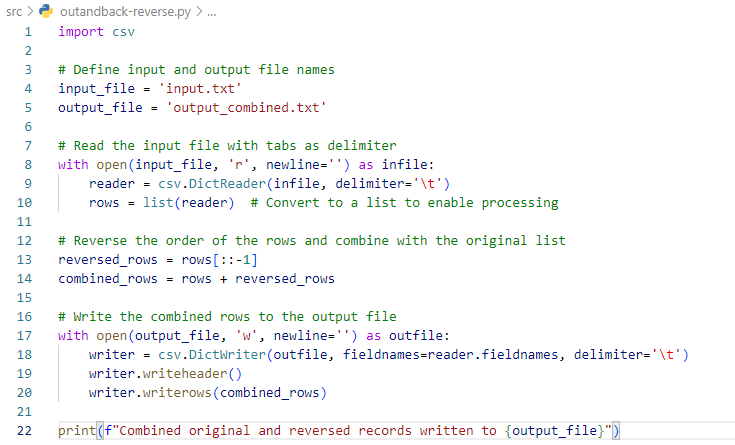 src > outandback-reverse.py > ...
1 import csv
2
3 # Define input and output file names
4 input_file = 'input.txt'
5 output_file = 'output_combined.txt'
6
7 # Read the input file with tabs as delimiter
8 with open(input_file, 'r', newline='') as infile:
9     reader = csv.DictReader(infile, delimiter='\t')
10     rows = list(reader)  # Convert to a list to enable processing
11
12 # Reverse the order of the rows and combine with the original list
13 reversed_rows = rows[::-1]
14 combined_rows = rows + reversed_rows
15
16 # Write the combined rows to the output file
17 with open(output_file, 'w', newline='') as outfile:
18     writer = csv.DictWriter(outfile, fieldnames=reader.fieldnames, delimiter='\t')
19     writer.writeheader()
20     writer.writerows(combined_rows)
21
22 print(f"Combined original and reversed records written to {output_file}")